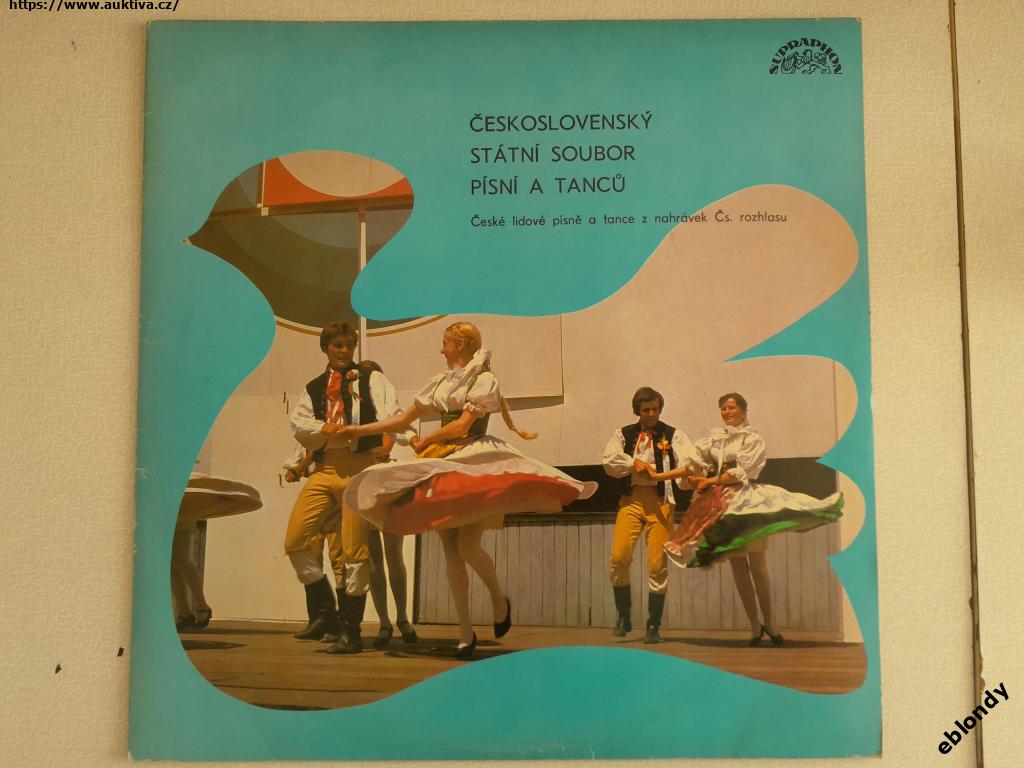 https://www.auktiva.cz/
SUPRAPHON
ČESKOSLOVENSKÝ
STÁTNÍ SOUBOR
PÍSNÍ A TANCŮ
České lidové písně a tance z nahrávek Čs. rozhlasu
eblondy